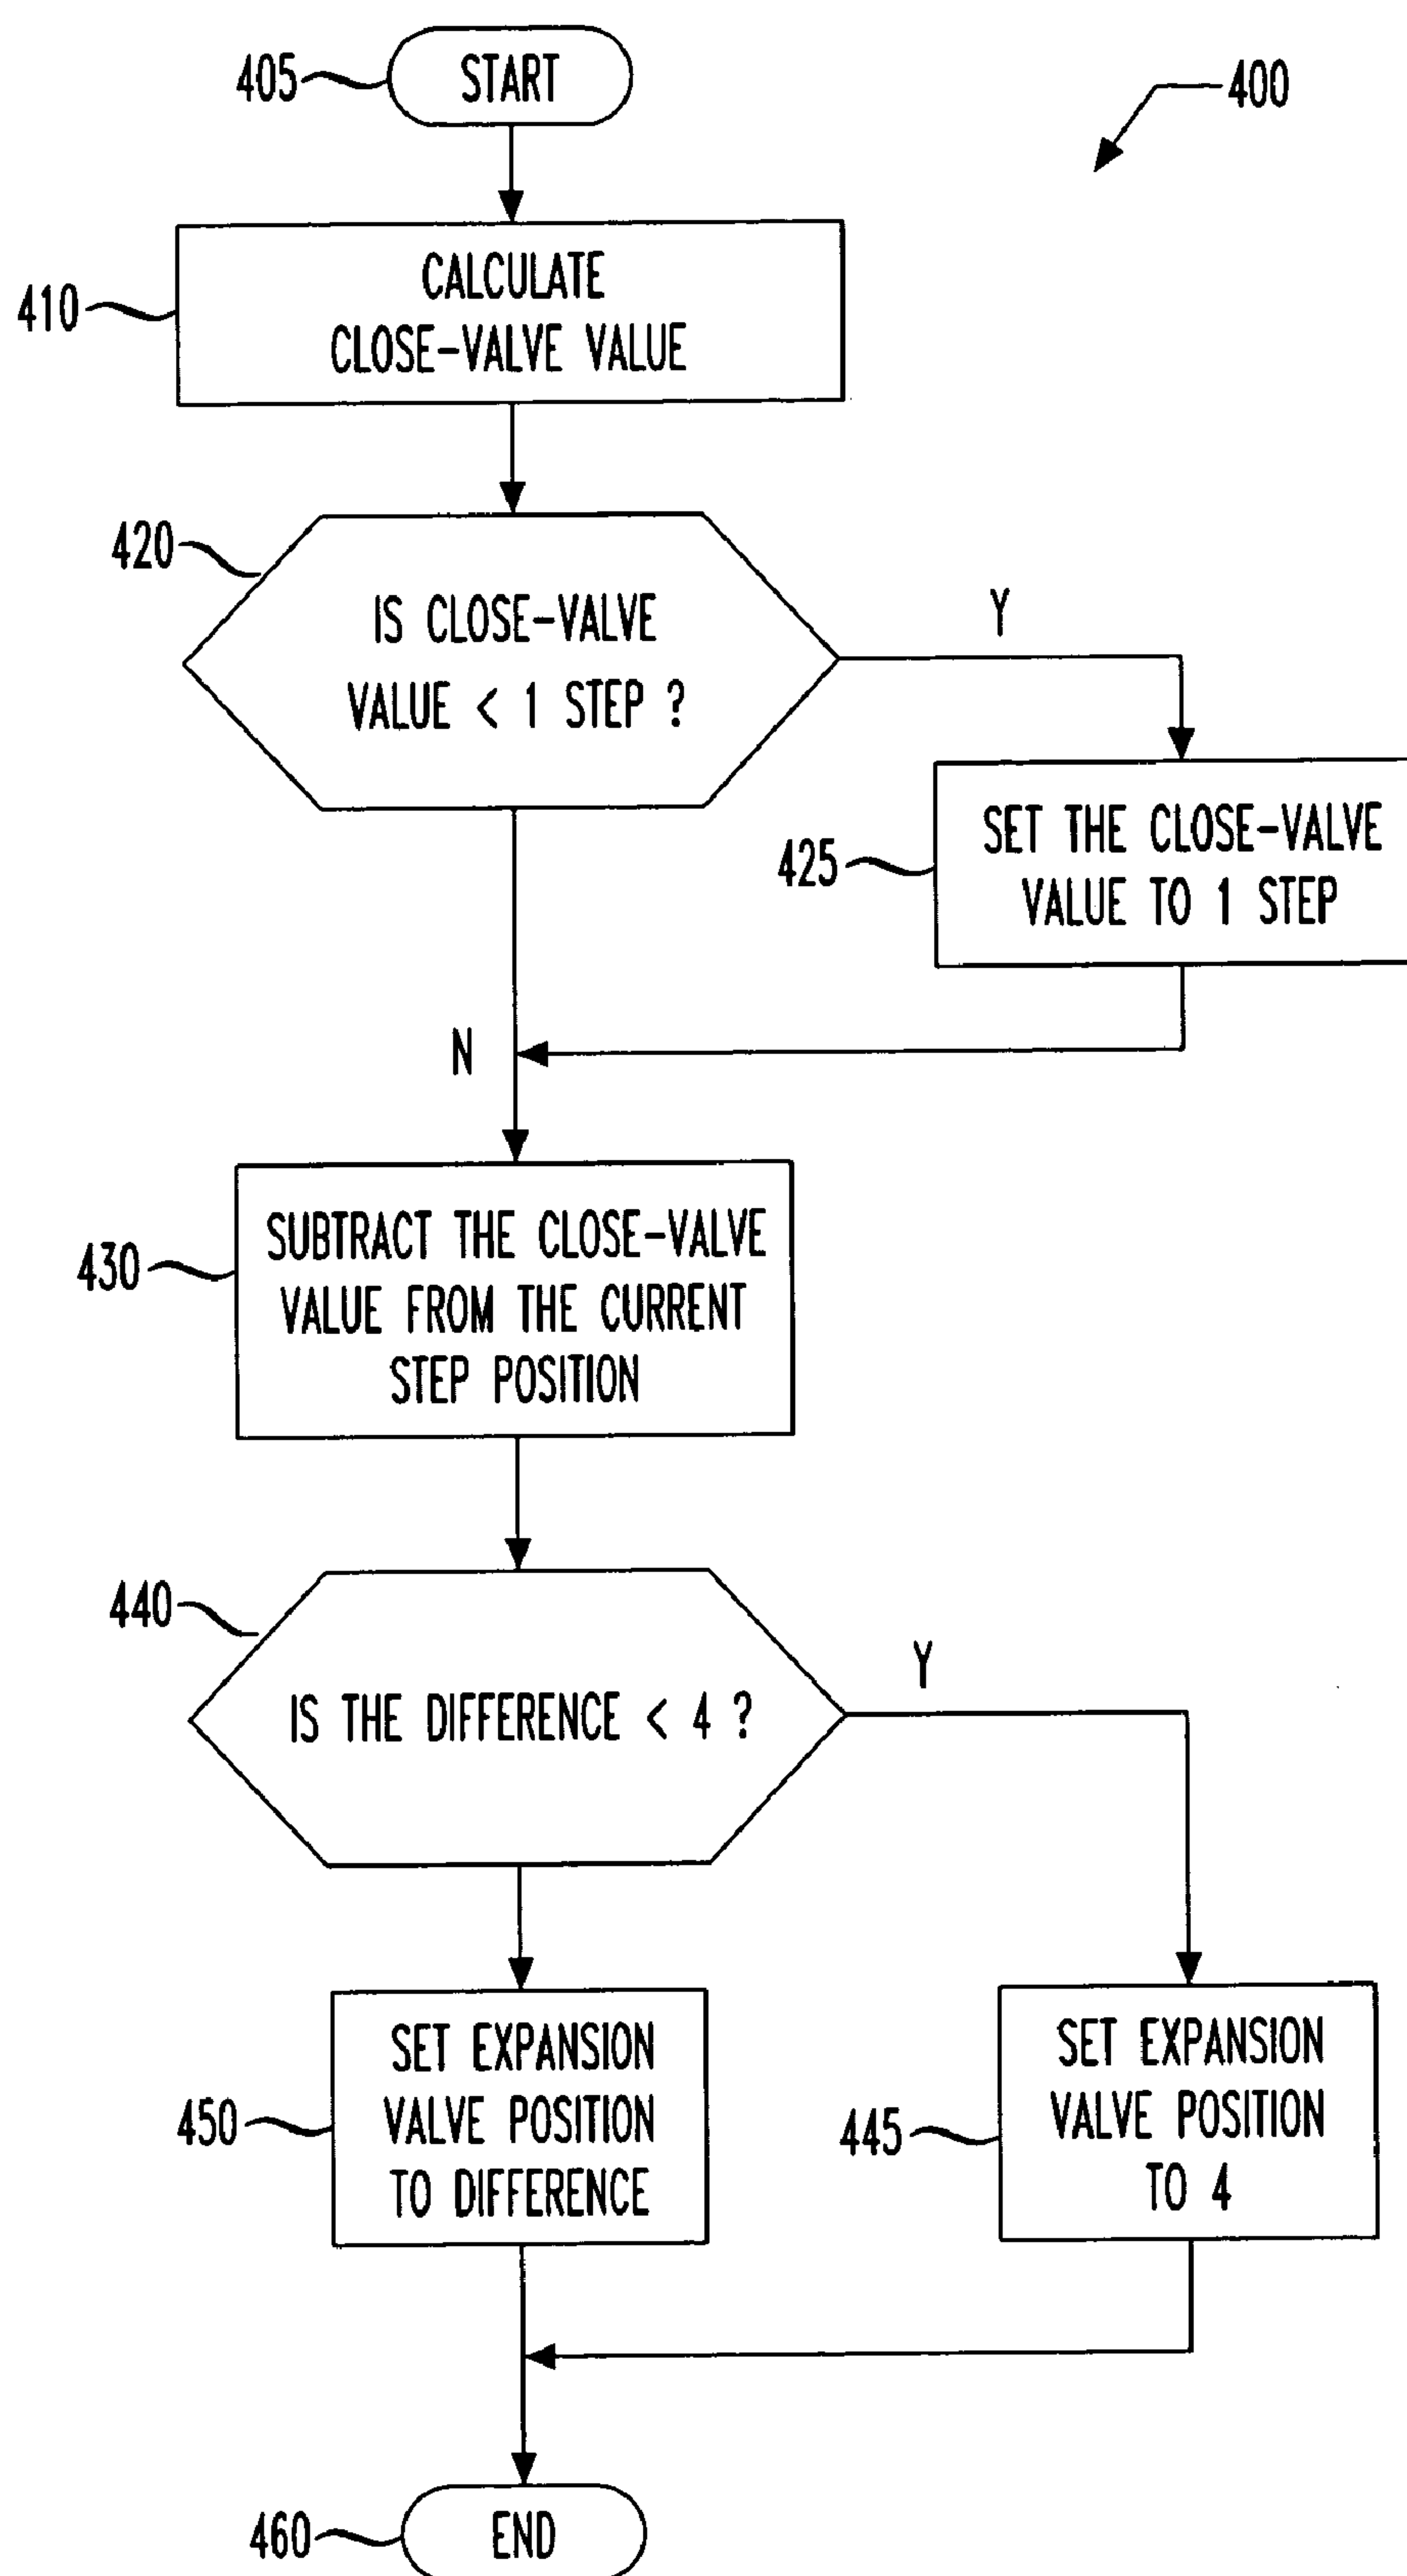 405
START
400
410
CALCULATE
CLOSE-VALVE VALUE
420
IS CLOSE-VALVE
VALUE < 1 STEP ?
Y
425
SET THE CLOSE-VALVE
VALUE TO 1 STEP
N
430
SUBTRACT THE CLOSE-VALVE
VALUE FROM THE CURRENT
STEP POSITION
440
IS THE DIFFERENCE < 4 ?
Y
450
SET EXPANSION
VALVE POSITION
TO DIFFERENCE
445
SET EXPANSION
VALVE POSITION
TO 4
460
END